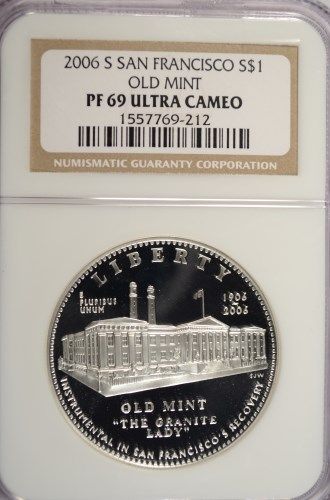 2006 S SAN FRANCISCO S$1
OLD MINT
PF 69 ULTRA CAMEO
1557769-212
NUMISMATIC GUARANTY CORPORATION
LIBERTY
E
PLURIBUS
UNUM
1906
2006
SJW
OLD MINT
"THE GRANITE
LADY"
INSTRUMENTAL IN SAN FRANCISCO'S RECOVERY